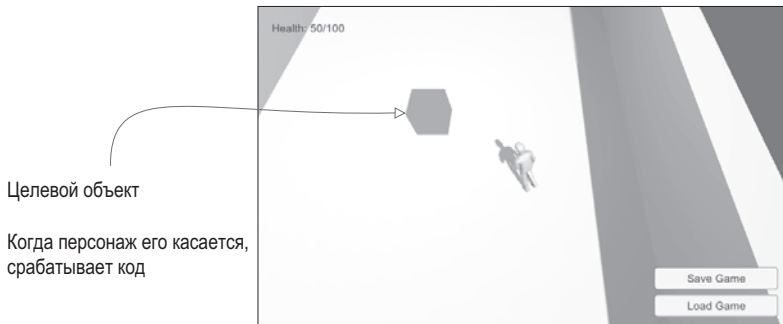 Health: 50/100
Целевой объект
Когда персонаж его касается,
срабатывает код
Save Game
Load Game